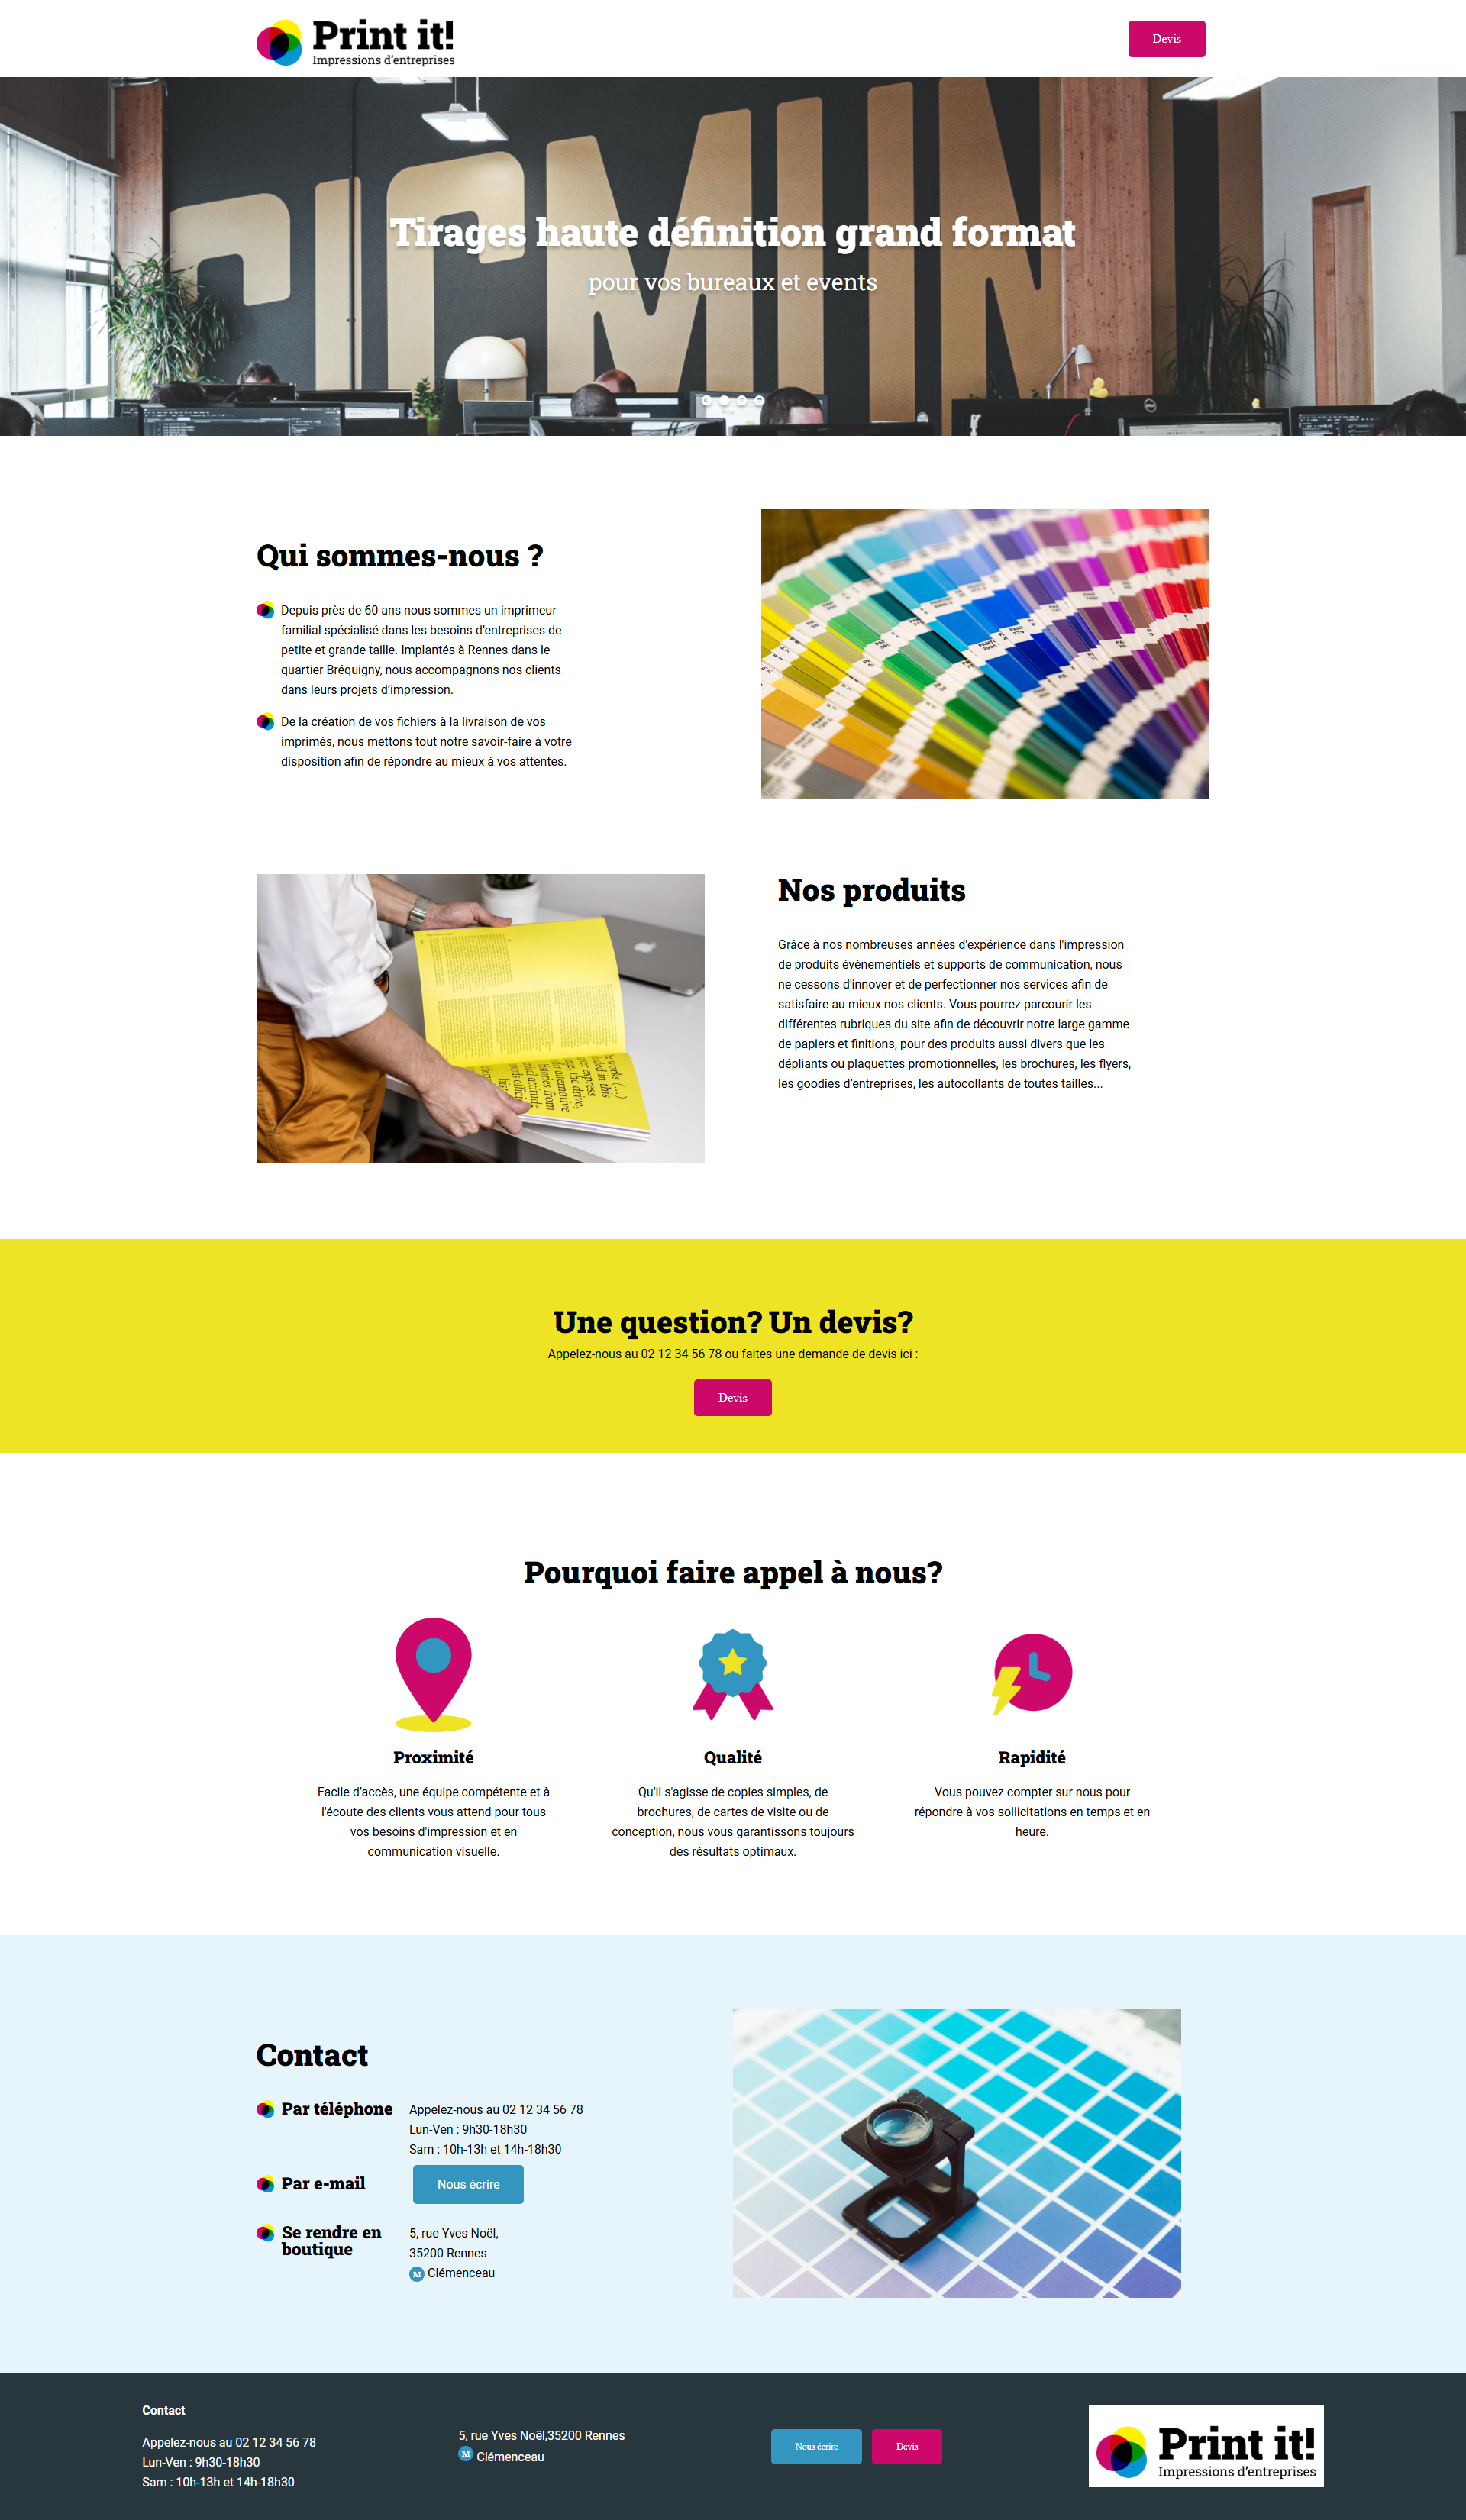 Print it!
Impressions d'entreprises
Devis
Tirages haute définition grand format
pour vos bureaux et events
Qui sommes-nous ?
Depuis près de 60 ans nous sommes un imprimeur
familial spécialisé dans les besoins d'entreprises de
petite et grande taille. Implantés à Rennes dans le
quartier Bréquigny, nous accompagnons nos clients
dans leurs projets d'impression.
De la création de vos fichiers à la livraison de vos
imprimés, nous mettons tout notre savoir-faire à votre
disposition afin de répondre au mieux à vos attentes.
Nos produits
Grâce à nos nombreuses années d'expérience dans l'impression
de produits évènementiels et supports de communication, nous
ne cessons d'innover et de perfectionner nos services afin de
satisfaire au mieux nos clients. Vous pourrez parcourir les
différentes rubriques du site afin de découvrir notre large gamme
de papiers et finitions, pour des produits aussi divers que les
dépliants ou plaquettes promotionnelles, les brochures, les flyers,
les goodies d'entreprises, les autocollants de toutes tailles...
Une question? Un devis?
Appelez-nous au 02 12 34 56 78 ou faites une demande de devis ici :
Devis
Pourquoi faire appel à nous?
Proximité
Facile d'accès, une équipe compétente et à
l'écoute des clients vous attend pour tous
vos besoins d'impression et en
communication visuelle.
Qualité
Qu'il s'agisse de copies simples, de
brochures, de cartes de visite ou de
conception, nous vous garantissons toujours
des résultats optimaux.
Rapidité
Vous pouvez compter sur nous pour
répondre à vos sollicitations en temps et en
heure.
Contact
Par téléphone
Appelez-nous au 02 12 34 56 78
Lun-Ven : 9h30-18h30
Sam : 10h-13h et 14h-18h30
Par e-mail
Nous écrire
Se rendre en
boutique
5, rue Yves Noël,
35200 Rennes
M Clémenceau
Contact
Appelez-nous au 02 12 34 56 78
Lun-Ven : 9h30-18h30
Sam : 10h-13h et 14h-18h30
5, rue Yves Noël,35200 Rennes
M Clémenceau
Nous écrire
Devis
Print it!
Impressions d'entreprises